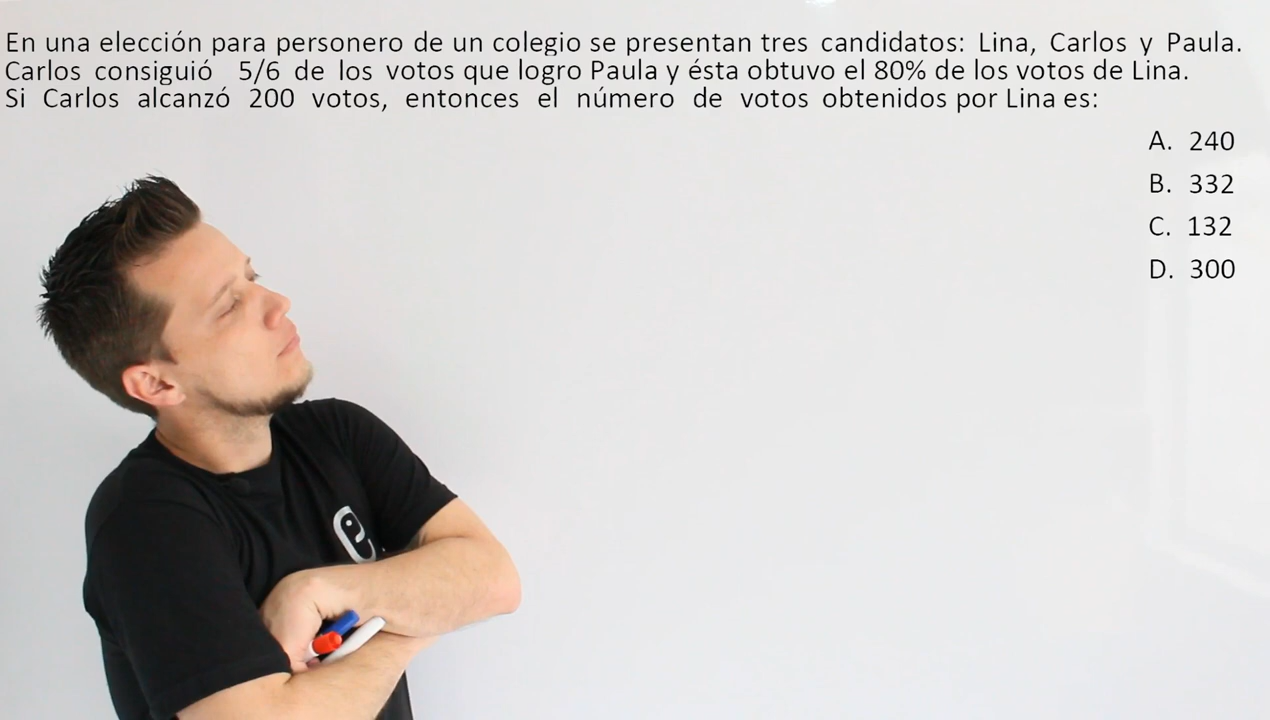 En una elección para personero de un colegio se presentan tres candidatos: Lina, Carlos y Paula.
Carlos consiguió 5/6 de los votos que logro Paula y ésta obtuvo el 80% de los votos de Lina.
Si Carlos alcanzó 200 votos, entonces el número de votos obtenidos por Lina es:
A. 240
B. 332
C. 132
D. 300